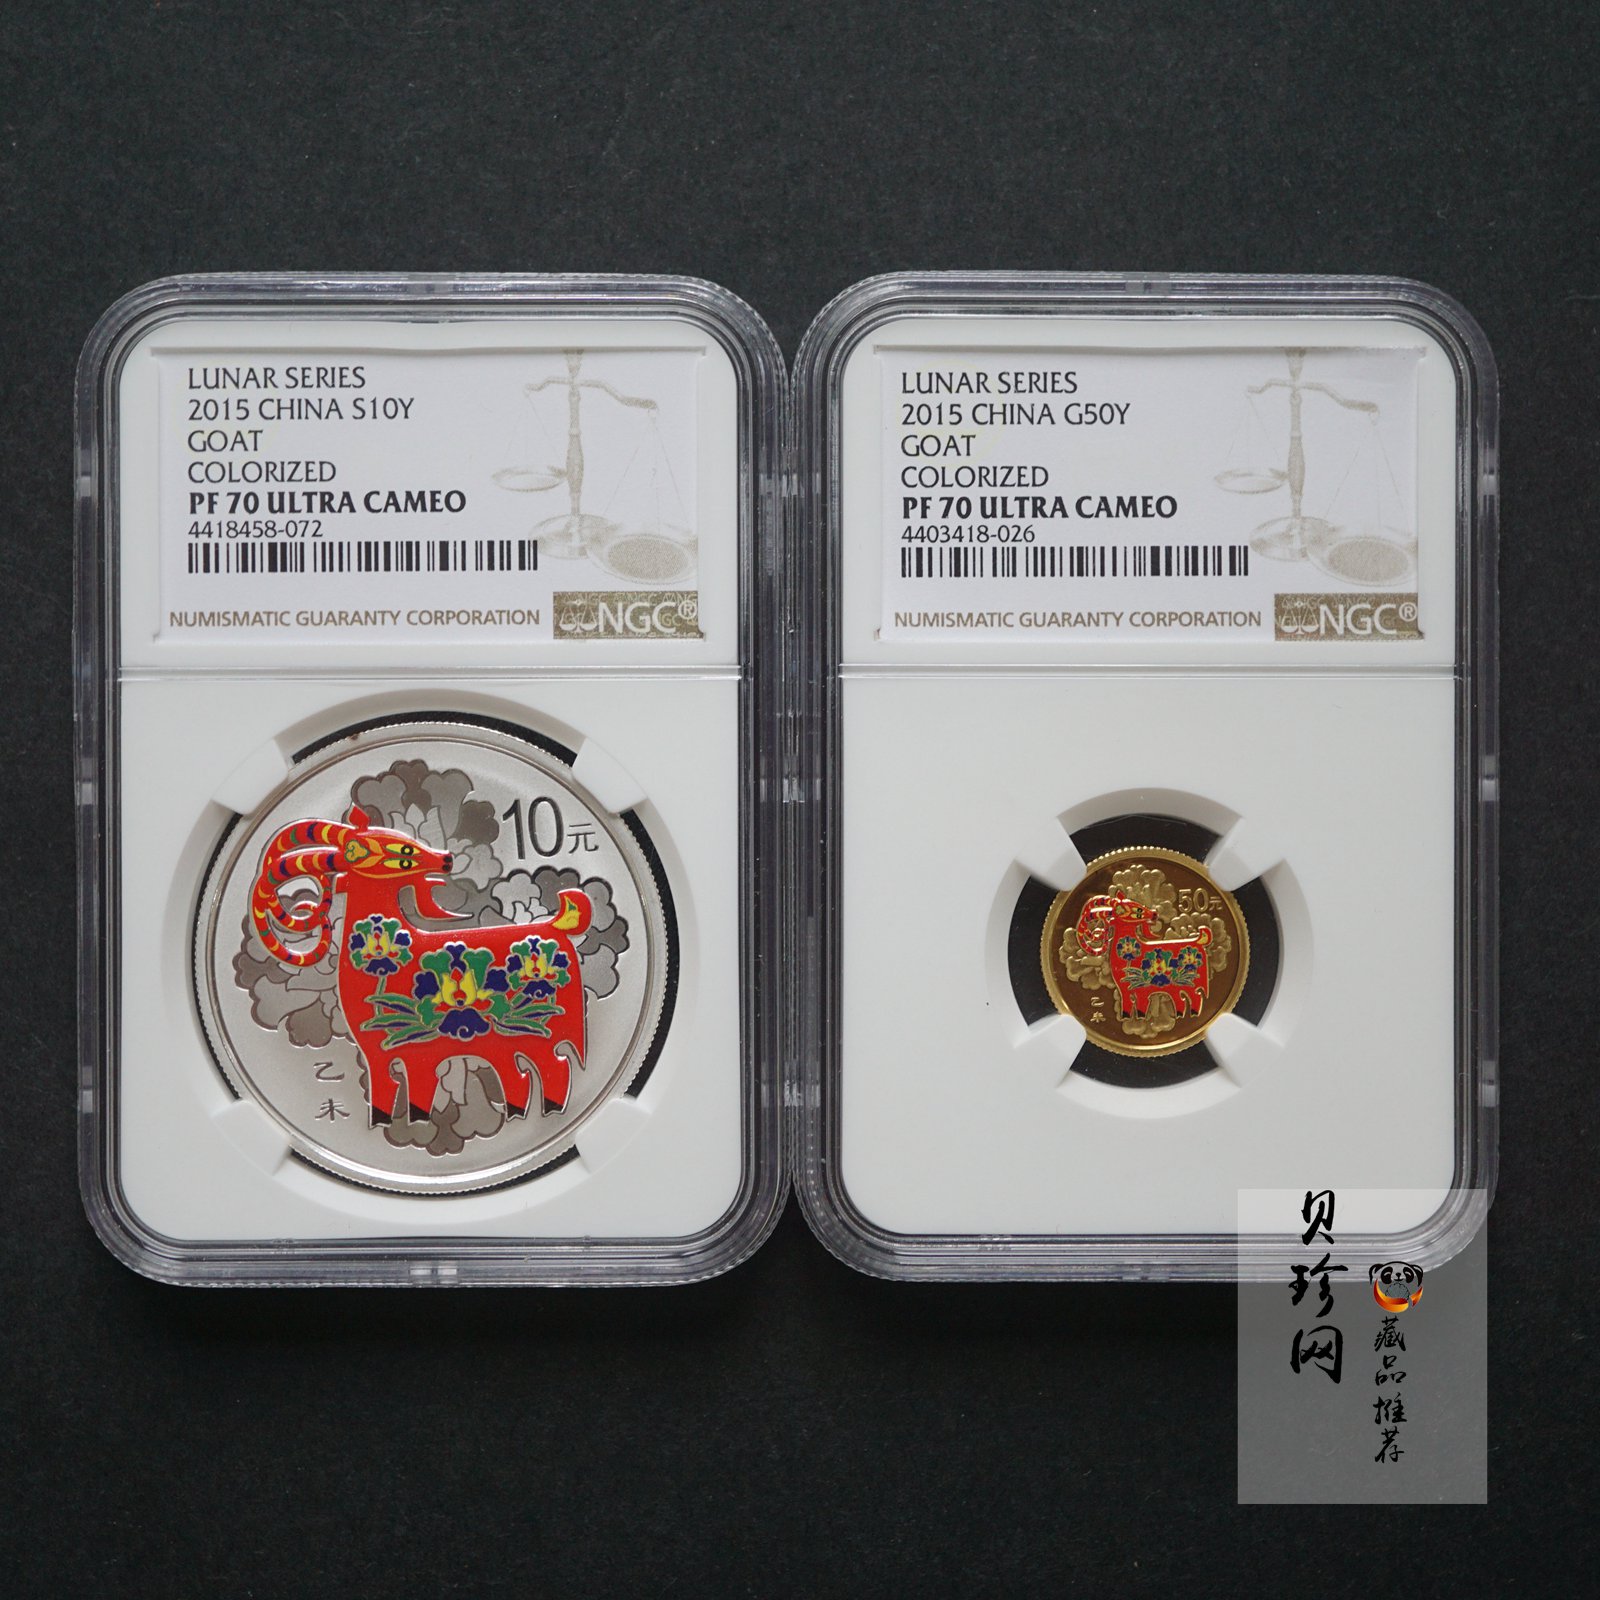 LUNAR SERIES
2015 CHINA S10Y
GOAT
COLORIZED
PF 70 ULTRA CAMEO
4418458-072
NUMISMATIC GUARANTY CORPORATION
NGC®
10元
乙未
LUNAR SERIES
2015 CHINA G50Y
GOAT
COLORIZED
PF 70 ULTRA CAMEO
4403418-026
NUMISMATIC GUARANTY CORPORATION
NGC®
50元
乙未
贝珍网
藏品推荐